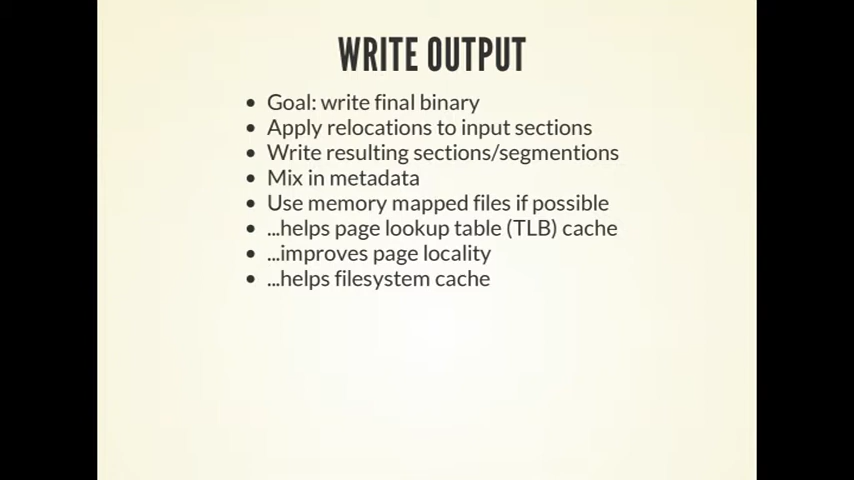 WRITE OUTPUT
• Goal: write final binary
• Apply relocations to input sections
• Write resulting sections/segmentions
• Mix in metadata
• Use memory mapped files if possible
• ...helps page lookup table (TLB) cache
• ...improves page locality
• ...helps filesystem cache